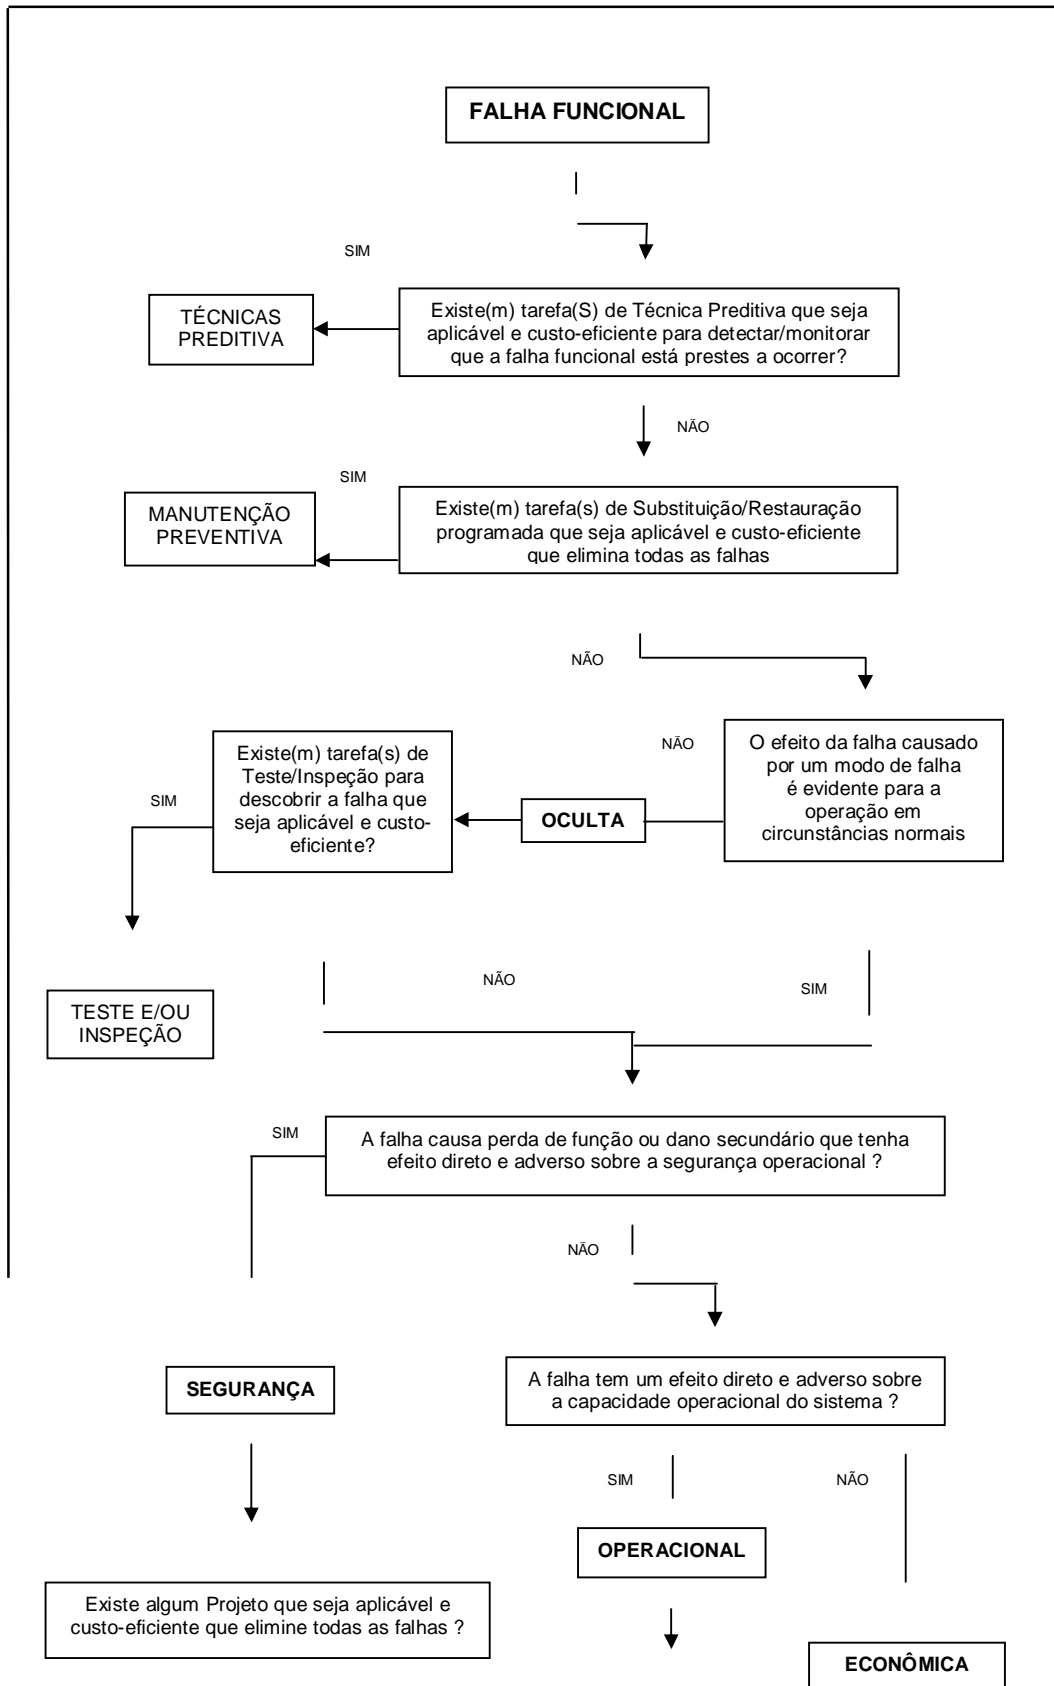 FALHA FUNCIONAL
SIM
TÉCNICAS
PREDITIVA
Existe(m) tarefa(S) de Técnica Preditiva que seja
aplicável e custo-eficiente para detectar/monitorar
que a falha funcional está prestes a ocorrer?
NÃO
SIM
MANUTENÇÃO
PREVENTIVA
Existe(m) tarefa(s) de Substituição/Restauração
programada que seja aplicável e custo-eficiente
que elimina todas as falhas
NÃO
NÃO
O efeito da falha causado
por um modo de falha
é evidente para a
operação em
circunstâncias normais
OCULTA
Existe(m) tarefa(s) de
Teste/Inspeção para
descobrir a falha que
seja aplicável e custo-
eficiente?
SIM
NÃO
SIM
TESTE E/OU
INSPEÇÃO
SIM
A falha causa perda de função ou dano secundário que tenha
efeito direto e adverso sobre a segurança operacional ?
NÃO
SEGURANÇA
A falha tem um efeito direto e adverso sobre
a capacidade operacional do sistema ?
SIM
NÃO
OPERACIONAL
Existe algum Projeto que seja aplicável e
custo-eficiente que elimine todas as falhas ?
ECONÔMICA